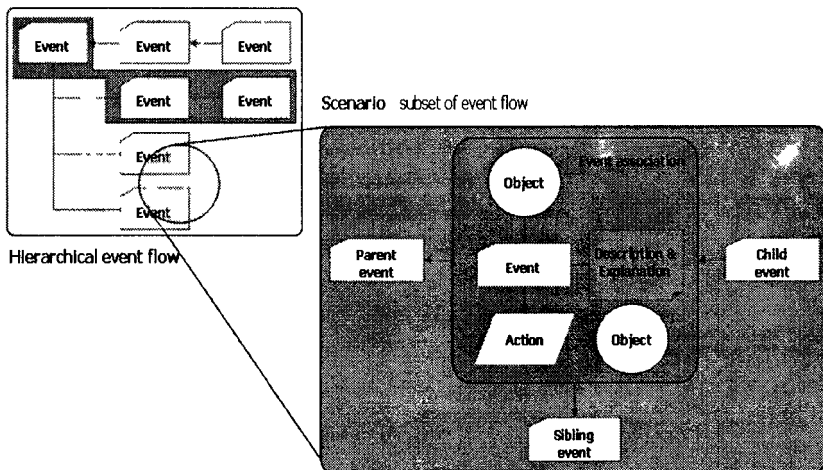 Event Event Event
Event Event
Event
Event
Hierarchical event flow
Scenario subset of event flow
Event association
Object
Parent
event
Event
Description &
Explanation
Child
event
Action
Object
Sibling
event